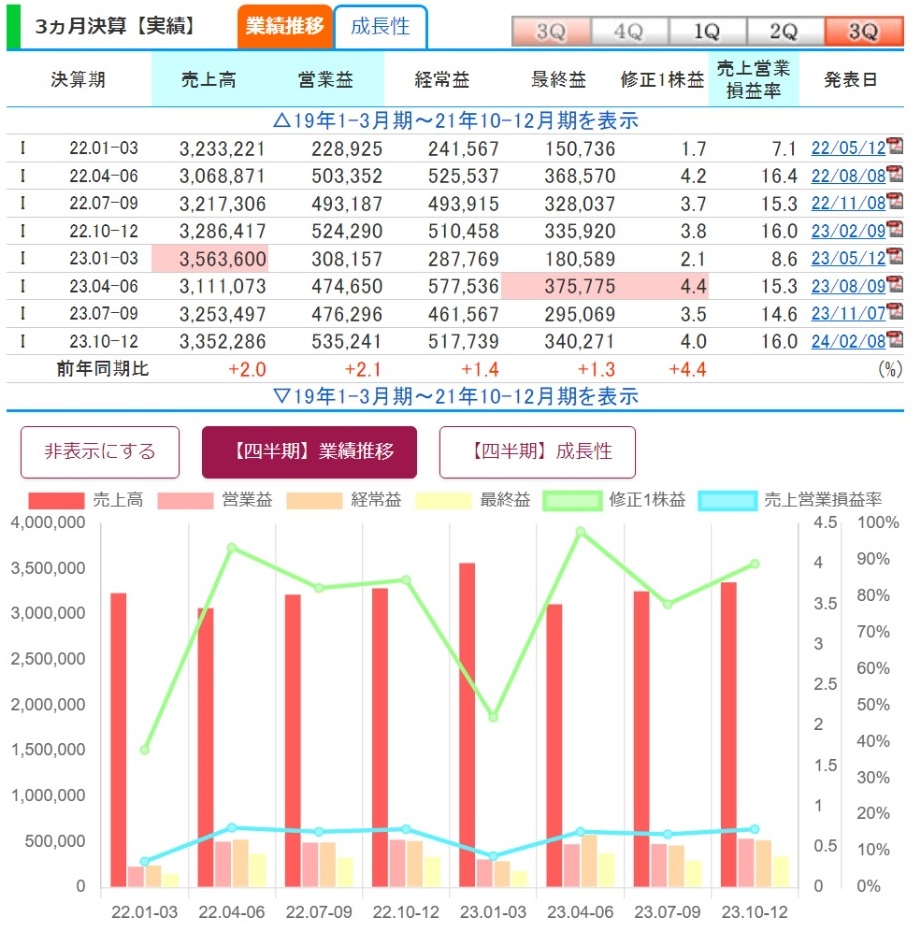 3ヵ月決算【実績】 業績推移 成長性 3Q 4Q 1Q 2Q 3Q
決算期 売上高 営業益 経常益 最終益 修正1株益 売上営業損益率 発表日
△19年1-3月期～21年10-12月期を表示
I 22.01-03 3,233,221 228,925 241,567 150,736 1.7 7.1 22/05/12
I 22.04-06 3,068,871 503,352 525,537 368,570 4.2 16.4 22/08/08
I 22.07-09 3,217,306 493,187 493,915 328,037 3.7 15.3 22/11/08
I 22.10-12 3,286,417 524,290 510,458 335,920 3.8 16.0 23/02/09
I 23.01-03 3,563,600 308,157 287,769 180,589 2.1 8.6 23/05/12
I 23.04-06 3,111,073 474,650 577,536 375,775 4.4 15.3 23/08/09
I 23.07-09 3,253,497 476,296 461,567 295,069 3.5 14.6 23/11/07
I 23.10-12 3,352,286 535,241 517,739 340,271 4.0 16.0 24/02/08
前年同期比 +2.0 +2.1 +1.4 +1.3 +4.4 (%)
▽19年1-3月期～21年10-12月期を表示
非表示にする 【四半期】業績推移 【四半期】成長性
売上高 営業益 経常益 最終益 修正1株益 売上営業損益率
4,000,000 4.5 100%
3,500,000 4 90%
3,000,000 3.5 80%
2,500,000 3 70%
2,000,000 2.5 60%
1,500,000 2 50%
1,000,000 1.5 40%
500,000 1 30%
0 0.5 20%
0 10%
0%
22.01-03 22.04-06 22.07-09 22.10-12 23.01-03 23.04-06 23.07-09 23.10-12